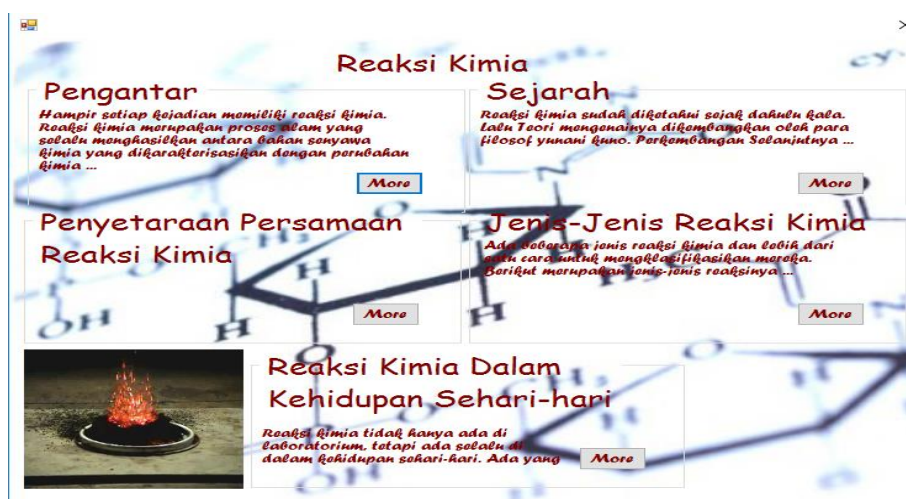 Reaksi Kimia
Pengantar
Hampir setiap kejadian memiliki reaksi kimia.
Reaksi kimia merupakan proses alam yang
selalu menghasilkan antara bahan senyawa
kimia yang dikarakterisasikan dengan perubahan
kimia ...
More
Sejarah
Reaksi kimia sudah diketahui sejak dahulu kala.
Lalu Teori mengenainya dikembangkan oleh para
filosof yunani kuno. Perkembangan Selanjutnya ...
More
Penyetaraan Persamaan
Reaksi Kimia
More
Jenis-Jenis Reaksi Kimia
Ada beberapa jenis reaksi kimia dan lebih dari
satu cara untuk mengklasifikasikan mereka.
Berikut merupakan jenis-jenis reaksinya ...
More
Reaksi Kimia Dalam
Kehidupan Sehari-hari
Reaksi kimia tidak hanya ada di
laboratorium, tetapi ada selalu di
dalam kehidupan sehari-hari. Ada yang
More